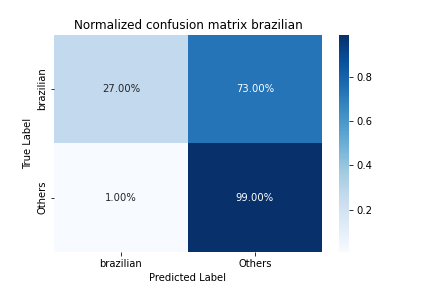 Normalized confusion matrix brazilian
True Label
brazilian
27.00%
73.00%
Others
1.00%
99.00%
brazilian
Others
Predicted Label
0.8
0.6
0.4
0.2